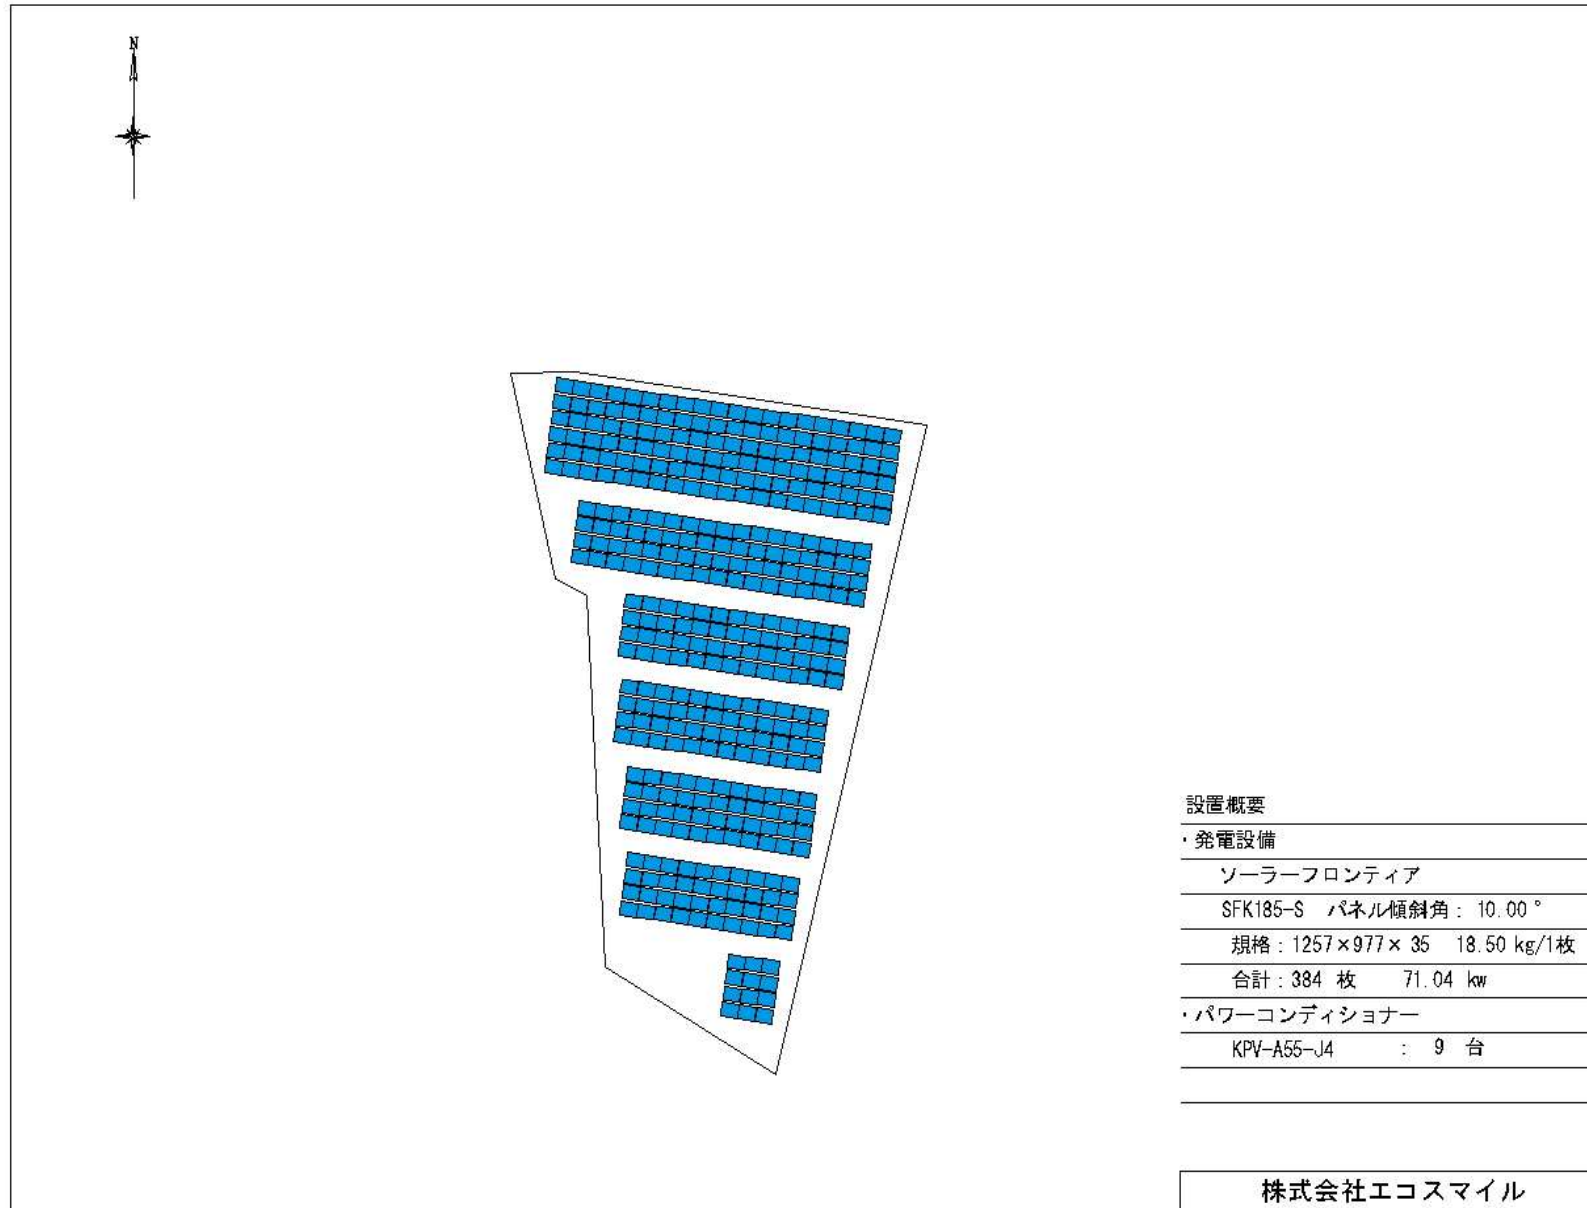 N
設置概要
・発電設備
ソーラーフロンティア
SFK185-S パネル傾斜角： 10.00°
規格：1257×977× 35 18.50 kg/1枚
合計：384 枚 71.04 kw
・パワーコンディショナー
KPV-A55-J4 ： 9 台
株式会社エコスマイル